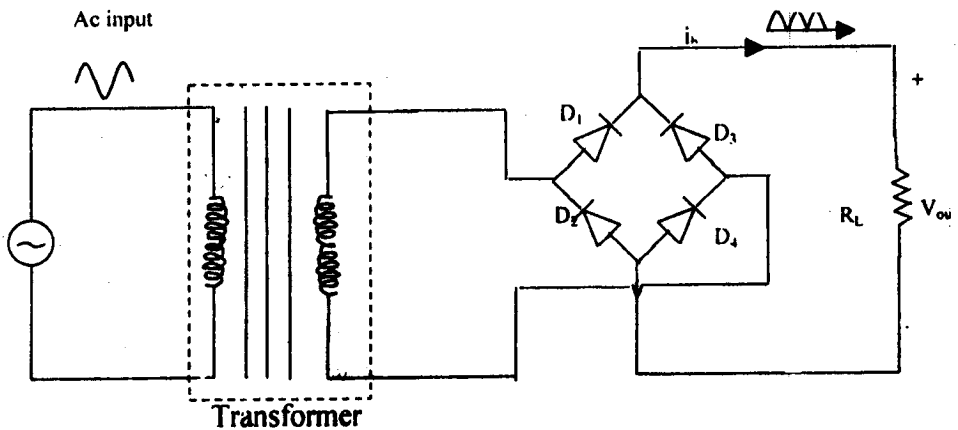 Ac input
D₁
D₃
D₂
D₄
R_L
+
Transformer